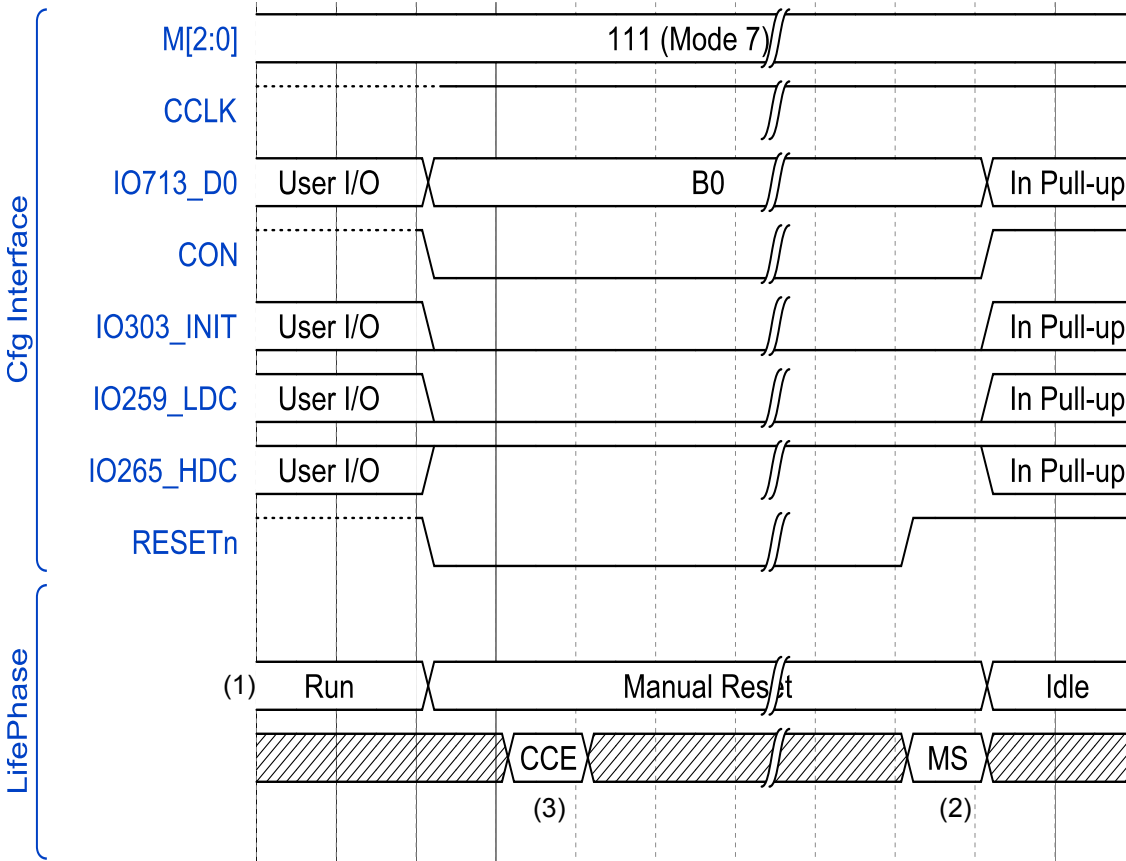 Cfg Interface
M[2:0] 111 (Mode 7)
CCLK
IO713_D0 User I/O B0 In Pull-up
CON
IO303_INIT User I/O In Pull-up
IO259_LDC User I/O In Pull-up
IO265_HDC User I/O In Pull-up
RESETn
LifePhase
(1) Run Manual Reset Idle
CCE MS
(3) (2)